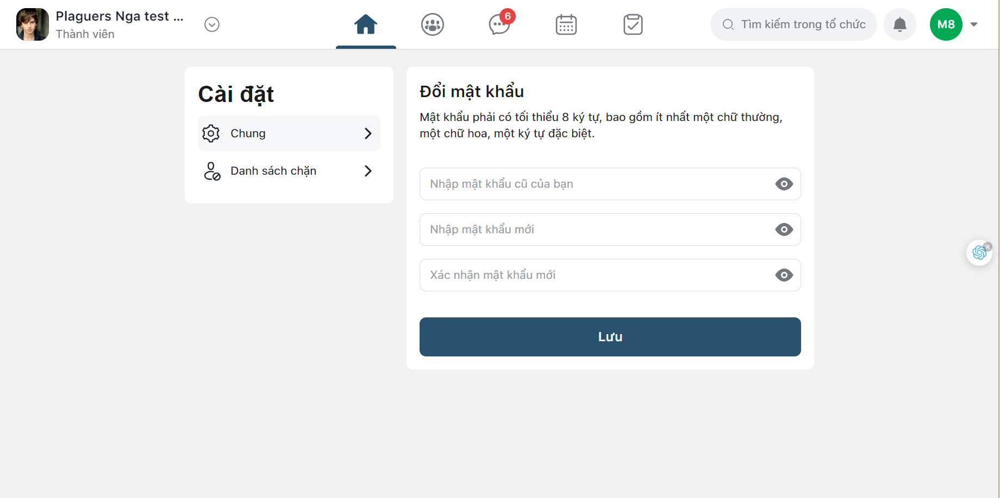 Plaguers Nga test ...
Thành viên
6
Tìm kiếm trong tổ chức
M8
Cài đặt
Chung
Danh sách chặn
Đổi mật khẩu
Mật khẩu phải có tối thiểu 8 ký tự, bao gồm ít nhất một chữ thường,
một chữ hoa, một ký tự đặc biệt.
Nhập mật khẩu cũ của bạn
Nhập mật khẩu mới
Xác nhận mật khẩu mới
Lưu